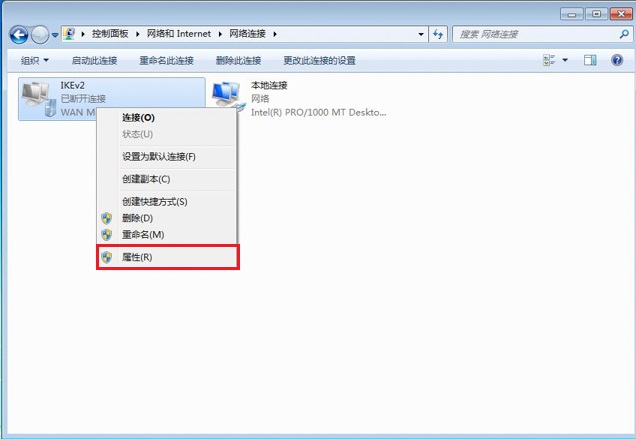 控制面板 ▸ 网络和 Internet ▸ 网络连接 ▸
搜索 网络连接
组织 启动此连接 重命名此连接 删除此连接 更改此连接的设置
IKEv2
已断开连接
WAN M
本地连接
网络
Intel(R) PRO/1000 MT Deskto...
连接(O)
状态(U)
设置为默认连接(F)
创建副本(C)
创建快捷方式(S)
删除(D)
重命名(M)
属性(R)